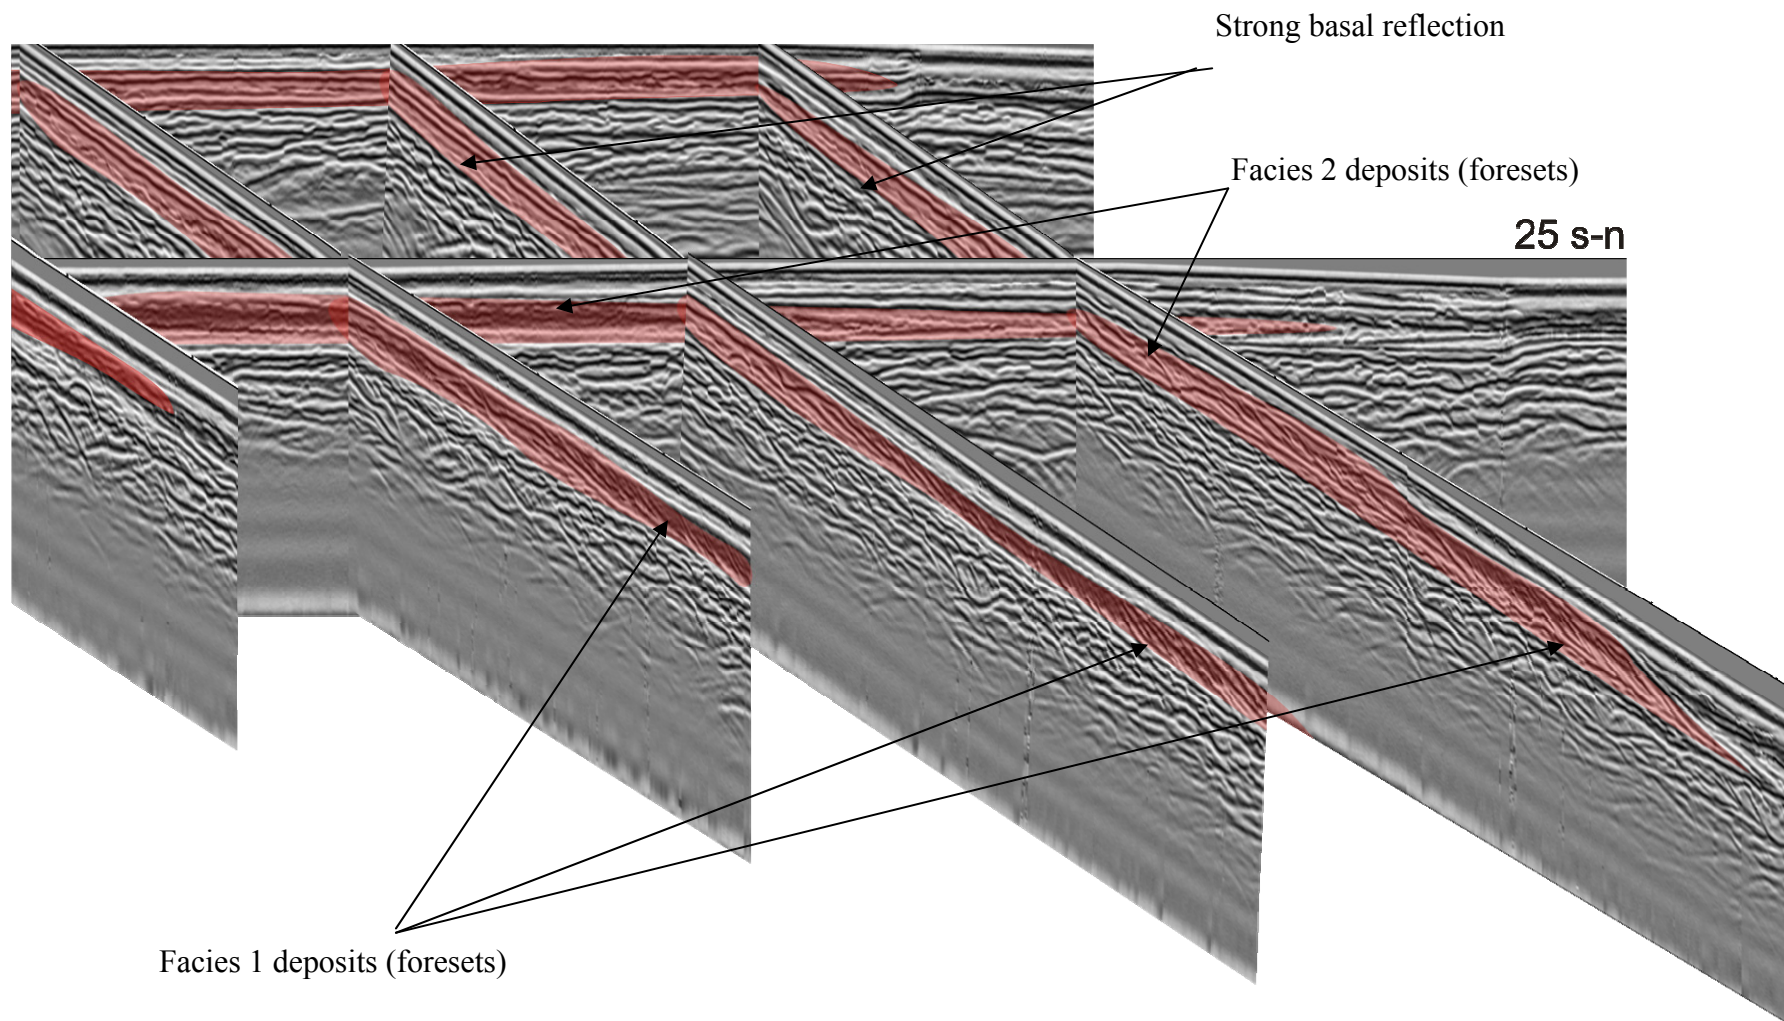 Strong basal reflection
Facies 2 deposits (foresets)
25 s-n
Facies 1 deposits (foresets)